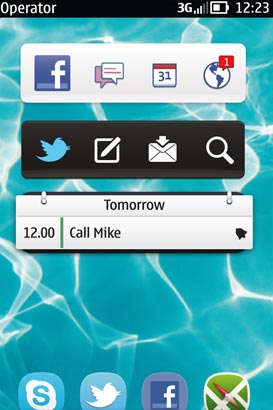 Operator 3G 12:23
f 31 1
Tomorrow
12.00 Call Mike
S f